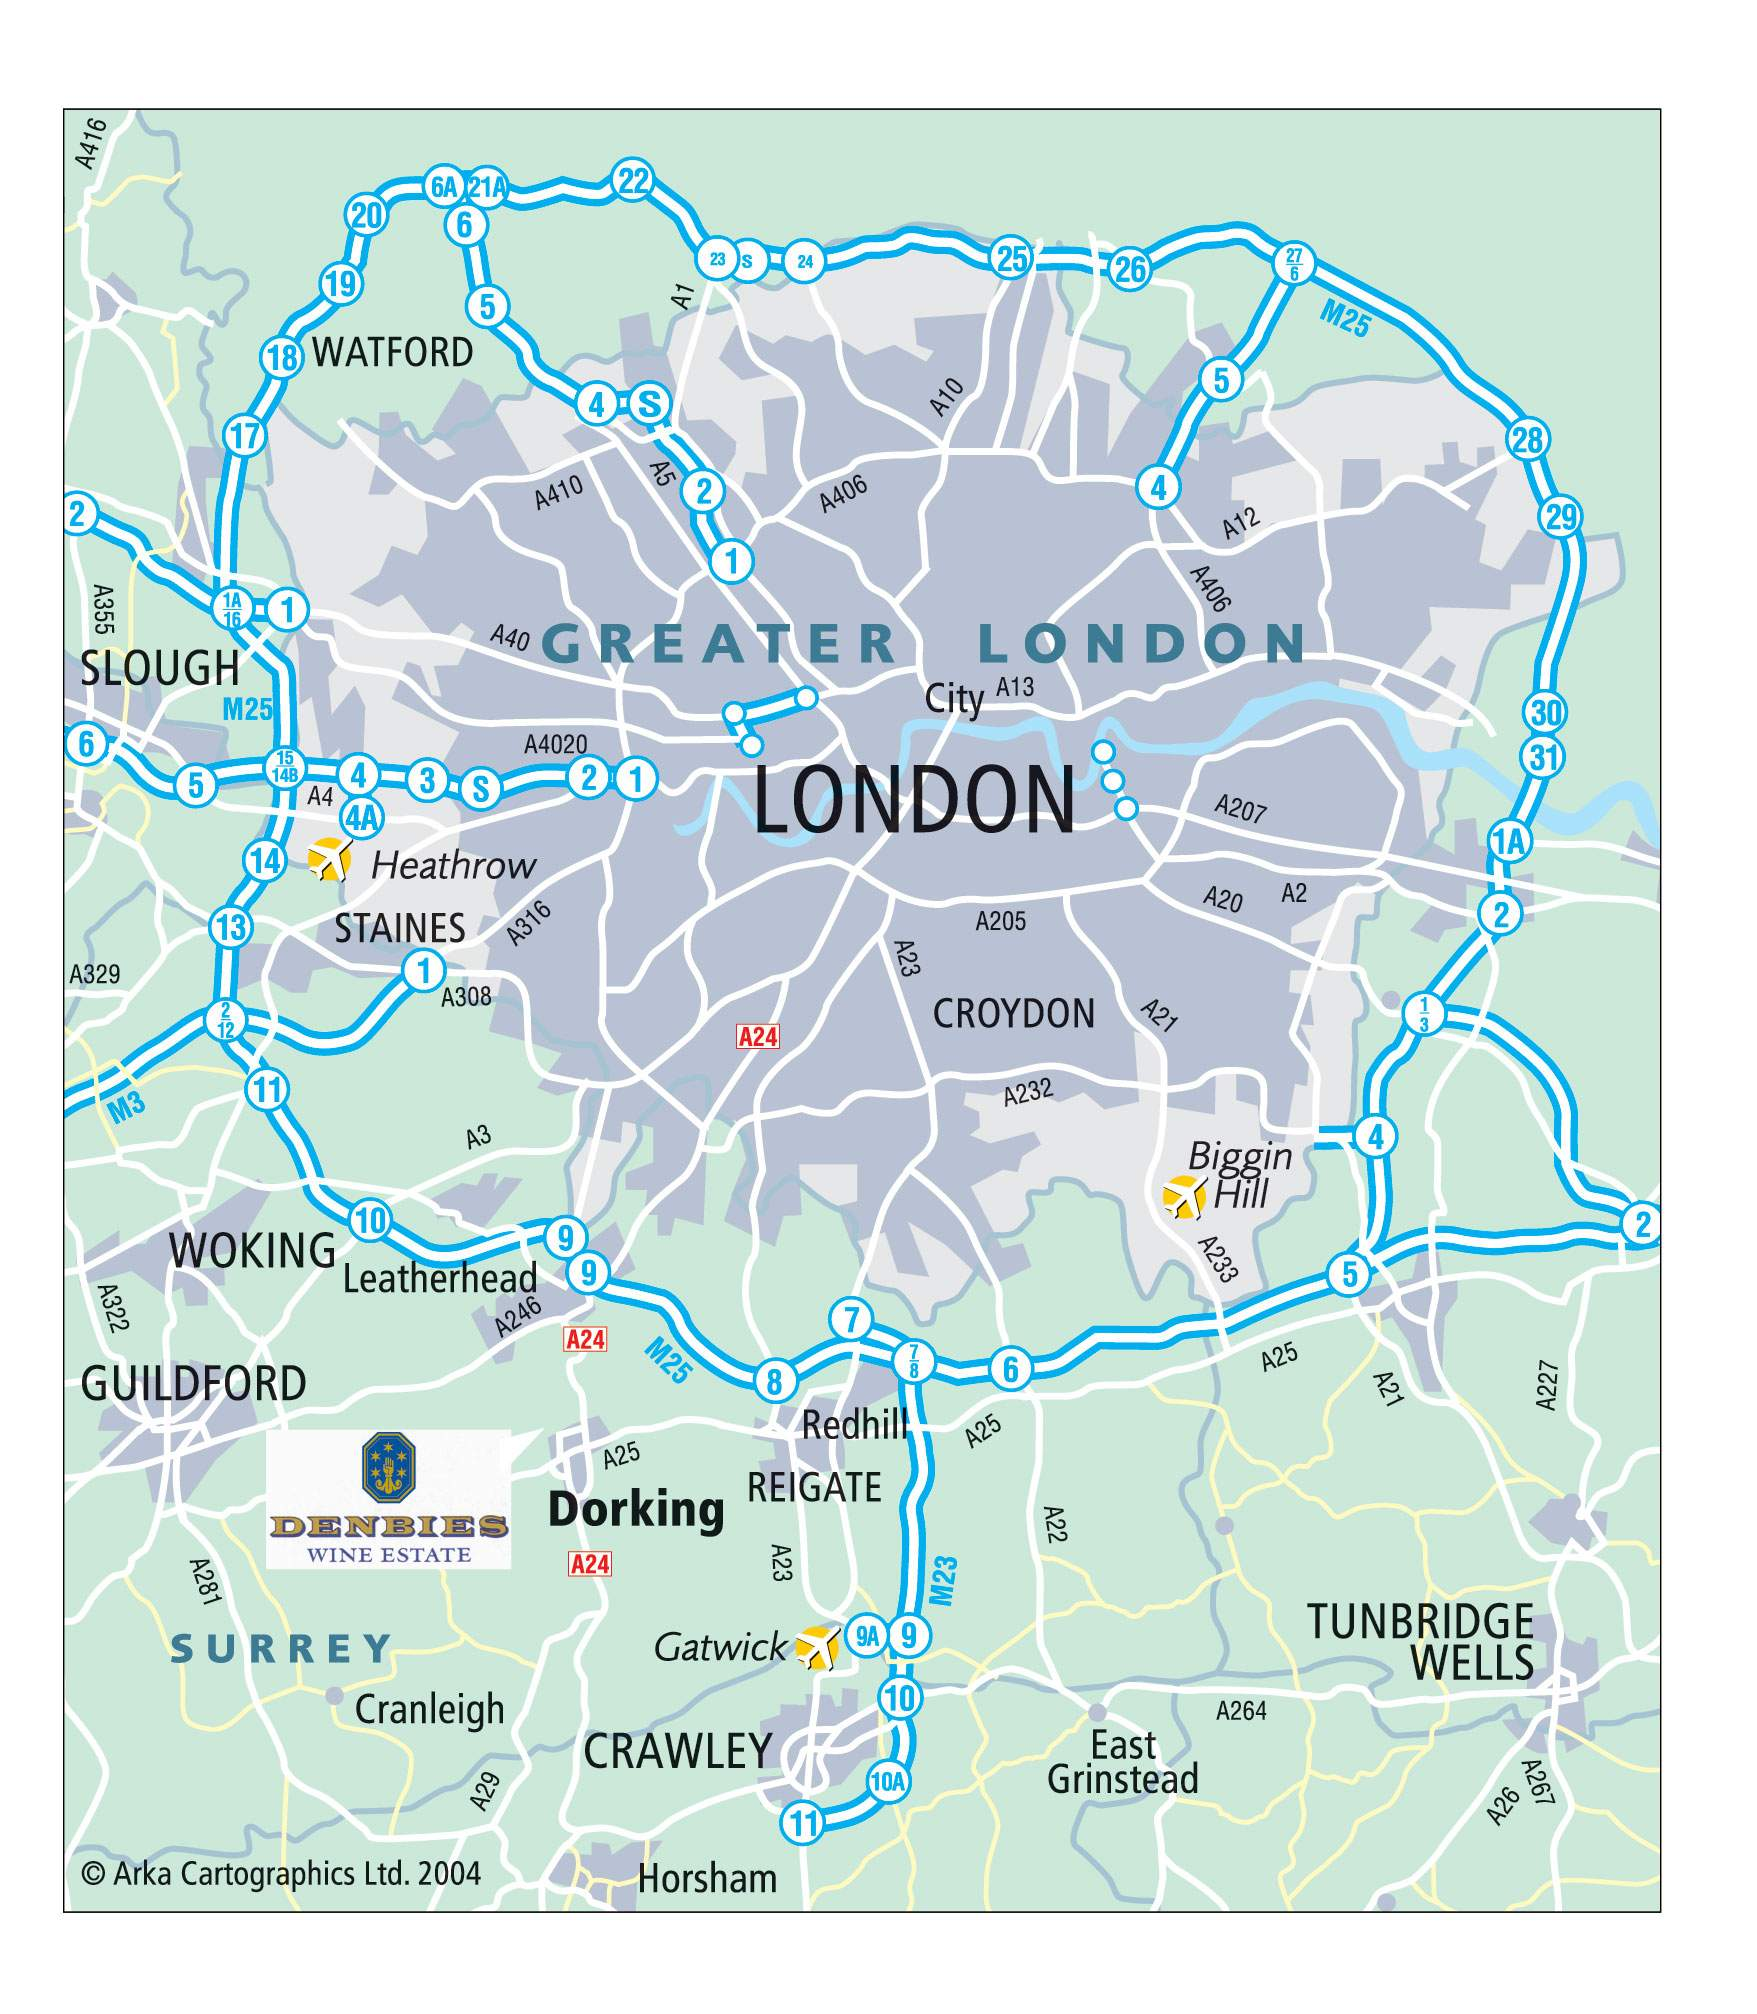 A416
6A
21A
22
20
6
23
S
24
25
26
27
6
19
5
A1
M25
18
WATFORD
5
4
S
A10
17
28
A5
A410
2
A406
4
A12
2
29
1
A355
1A
16
1
A406
A40
GREATER LONDON
SLOUGH
City
A13
M25
30
6
A4020
31
5
15
14B
4
3
S
2
1
LONDON
A4
4A
A207
1A
14
Heathrow
A20
A2
13
STAINES
A316
A205
2
A329
1
A23
A308
2
12
CROYDON
A21
1
3
A24
M3
11
A232
A3
4
Biggin
Hill
10
2
WOKING
9
Leatherhead
9
A233
5
A322
A246
7
A24
M25
7
8
6
A25
8
GUILDFORD
A21
A227
Redhill
A25
A25
DENBIES
WINE ESTATE
REIGATE
Dorking
A22
A24
A23
A281
M23
TUNBRIDGE
WELLS
SURREY
Gatwick
9A
9
Cranleigh
10
A264
CRAWLEY
East
Grinstead
10A
A29
11
A26
A267
© Arka Cartographics Ltd. 2004
Horsham